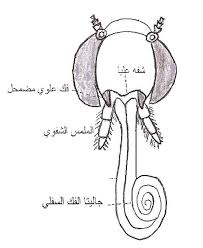 شفه عليا
فك علوي مضمحل
الملمس الشفوي
جاليتا الفك السفلي